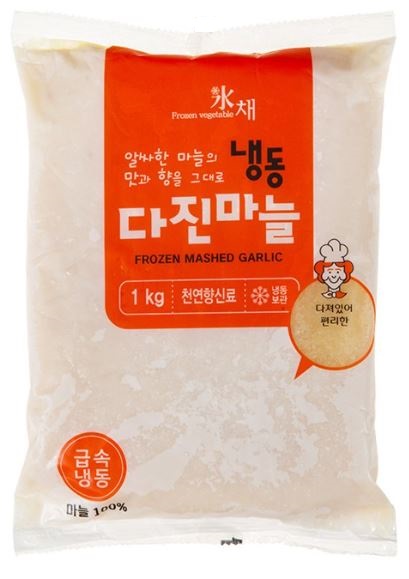 氷채
Frozen vegetable
알싸한 마늘의
맛과 향을 그대로
냉동
다진마늘
FROZEN MASHED GARLIC
1 kg
천연향신료
냉동
보관
다져있어
편리한
급속
냉동
마늘 100%